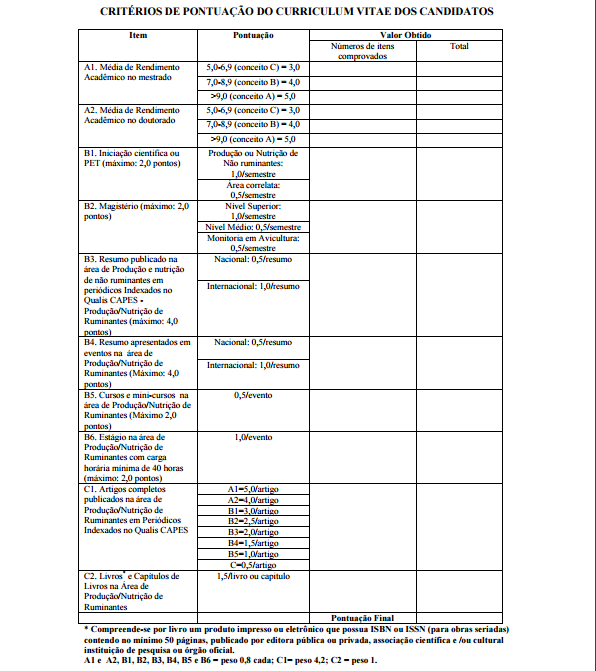 CRITÉRIOS DE PONTUAÇÃO DO CURRICULUM VITAE DOS CANDIDATOS
Item Pontuação Valor Obtido
Números de itens comprovados Total
A1. Média de Rendimento
Acadêmico no mestrado
5,0-6,9 (conceito C) = 3,0
7,0-8,9 (conceito B) = 4,0
>9,0 (conceito A) = 5,0
A2. Média de Rendimento
Acadêmico no doutorado
5,0-6,9 (conceito C) = 3,0
7,0-8,9 (conceito B) = 4,0
>9,0 (conceito A) = 5,0
B1. Iniciação científica ou
PET (máximo: 2,0 pontos)
Produção ou Nutrição de
Não ruminantes:
1,0/semestre
Área correlata:
0,5/semestre
B2. Magistério (máximo: 2,0
pontos)
Nível Superior:
1,0/semestre
Nível Médio: 0,5/semestre
Monitoria em Avicultura:
0,5/semestre
B3. Resumo publicado na
área de Produção e nutrição
de não ruminantes em
periódicos Indexados no
Qualis CAPES -
Produção/Nutrição de
Ruminantes (máximo: 4,0
pontos)
Nacional: 0,5/resumo
Internacional: 1,0/resumo
B4. Resumo apresentados em
eventos na área de
Produção/Nutrição de
Ruminantes (Máximo: 4,0
pontos)
Nacional: 0,5/resumo
Internacional: 1,0/resumo
B5. Cursos e mini-cursos na
área de Produção/Nutrição de
Ruminantes (Máximo 2,0
pontos)
0,5/evento
B6. Estágio na área de
Produção/Nutrição de
Ruminantes com carga
horária mínima de 40 horas
(máximo: 2,0 pontos)
1,0/evento
C1. Artigos completos
publicados na área de
Produção/Nutrição de
Ruminantes em Periódicos
Indexados no Qualis CAPES
A1=5,0/artigo
A2=4,0/artigo
B1=3,0/artigo
B2=2,5/artigo
B3=2,0/artigo
B4=1,5/artigo
B5=1,0/artigo
C=0,5/artigo
C2. Livros* e Capítulos de
Livros na Área de
Produção/Nutrição de
Ruminantes
1,5/livro ou capítulo
Pontuação Final
* Compreende-se por livro um produto impresso ou eletrônico que possua ISBN ou ISSN (para obras seriadas)
contendo no mínimo 50 páginas, publicado por editora pública ou privada, associação científica e /ou cultural
instituição de pesquisa ou órgão oficial.
A1 e A2, B1, B2, B3, B4, B5 e B6 = peso 0,8 cada; C1= peso 4,2; C2 = peso 1.